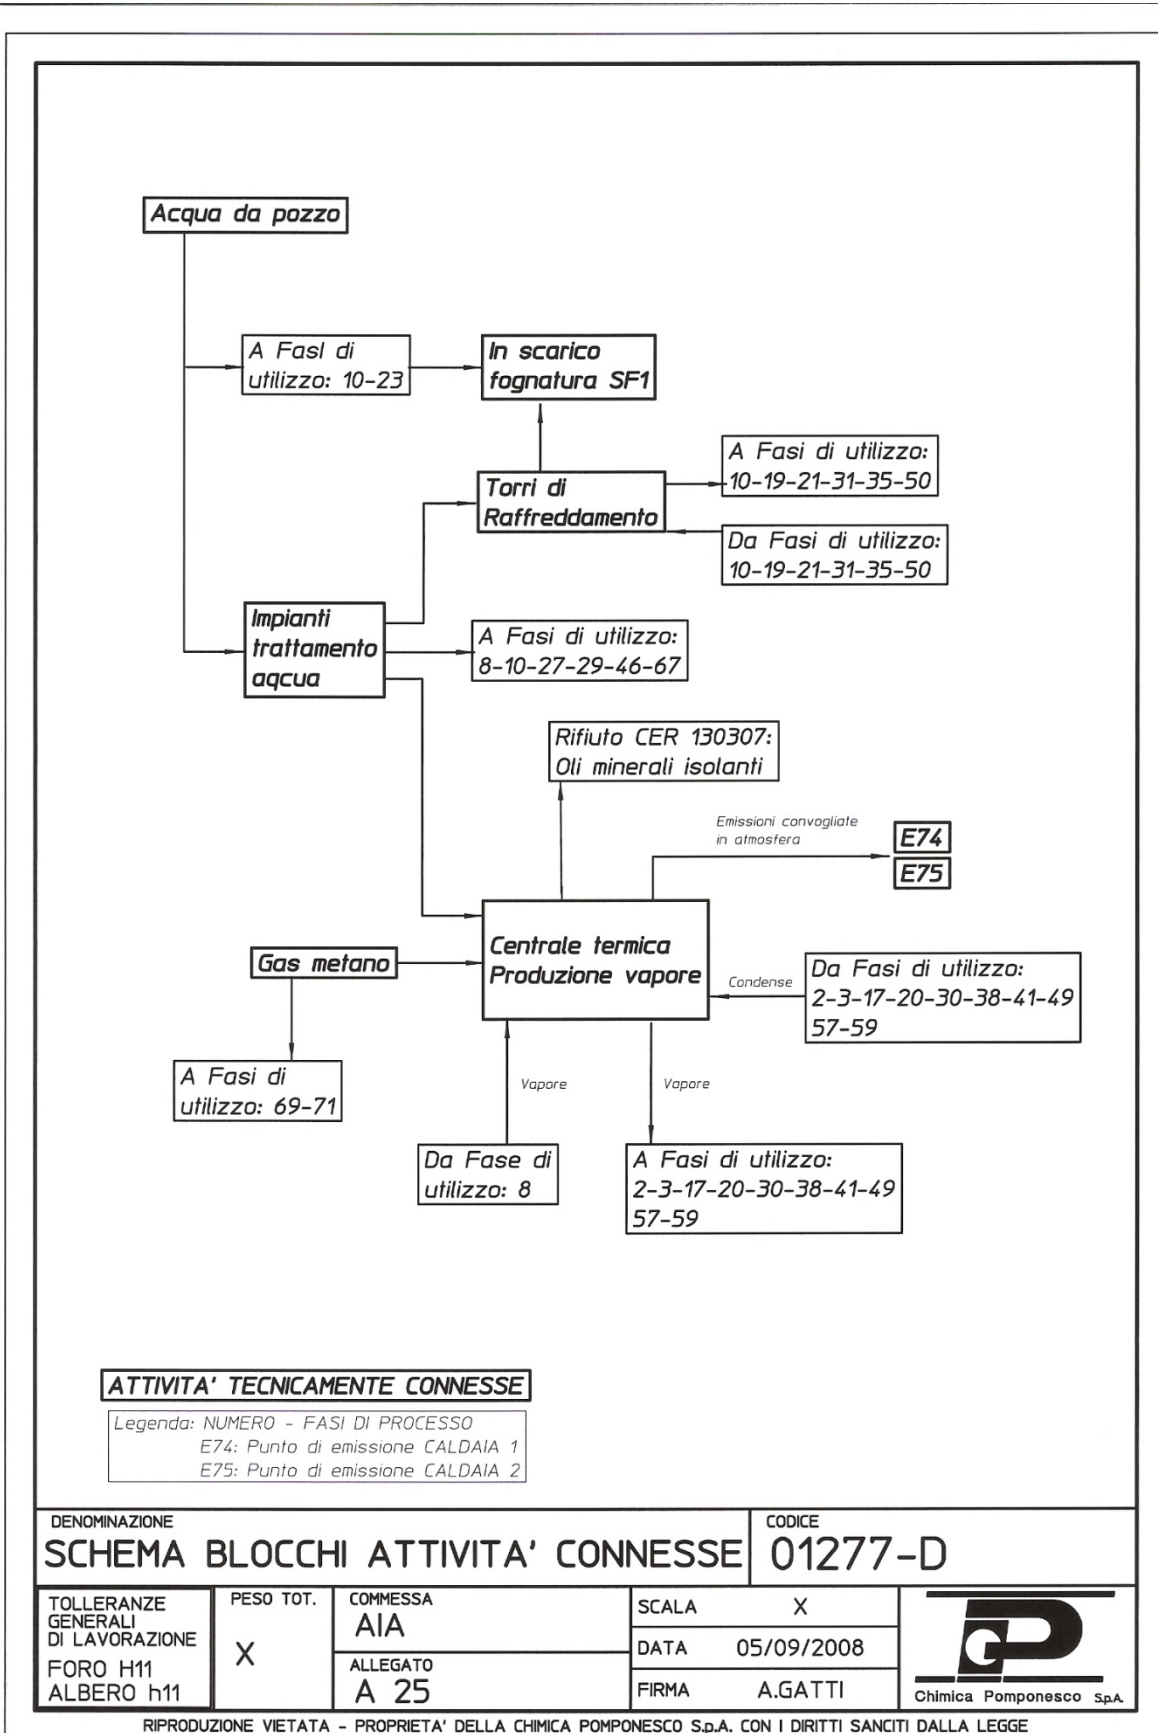 Acqua da pozzo
A FasI di
utilizzo: 10-23
In scarico
fognatura SF1
A Fasi di utilizzo:
10-19-21-31-35-50
Torri di
Raffreddamento
Da Fasi di utilizzo:
10-19-21-31-35-50
Impianti
trattamento
aqcua
A Fasi di utilizzo:
8-10-27-29-46-67
Rifiuto CER 130307:
Oli minerali isolanti
Emissioni convogliate
in atmosfera
E74
E75
Centrale termica
Produzione vapore
Gas metano
Condense
Da Fasi di utilizzo:
2-3-17-20-30-38-41-49
57-59
A Fasi di
utilizzo: 69-71
Vapore
Vapore
Da Fase di
utilizzo: 8
A Fasi di utilizzo:
2-3-17-20-30-38-41-49
57-59
ATTIVITA' TECNICAMENTE CONNESSE
Legenda: NUMERO - FASI DI PROCESSO
E74: Punto di emissione CALDAIA 1
E75: Punto di emissione CALDAIA 2
DENOMINAZIONE
SCHEMA BLOCCHI ATTIVITA' CONNESSE
CODICE
01277-D
TOLLERANZE
GENERALI
DI LAVORAZIONE
FORO H11
ALBERO h11
PESO TOT.
X
COMMESSA
AIA
ALLEGATO
A 25
SCALA X
DATA 05/09/2008
FIRMA A.GATTI
Chimica Pomponesco S.p.A.
RIPRODUZIONE VIETATA - PROPRIETA' DELLA CHIMICA POMPONESCO S.p.A. CON I DIRITTI SANCITI DALLA LEGGE